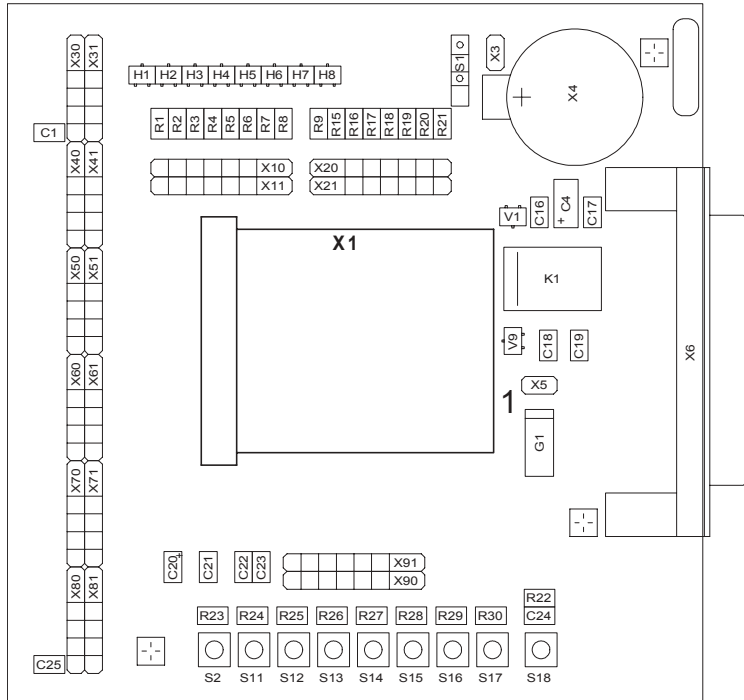 X30 X31
X3
S1
H1 H2 H3 H4 H5 H6 H7 H8
X4
+
R1 R2 R3 R4 R5 R6 R7 R8 R9 R15 R16 R17 R18 R19 R20 R21
C1
X40 X41
X10 X20
X11 X21
V1 C16 + C4 C17
X1
X50 X51
K1
V9 C18 C19
X6
X60 X61
X5
1
G1
X70 X71
C20 + C21 C22 C23
X91
X90
X80 X81
R22
R23 R24 R25 R26 R27 R28 R29 R30 C24
C25
S2 S11 S12 S13 S14 S15 S16 S17 S18